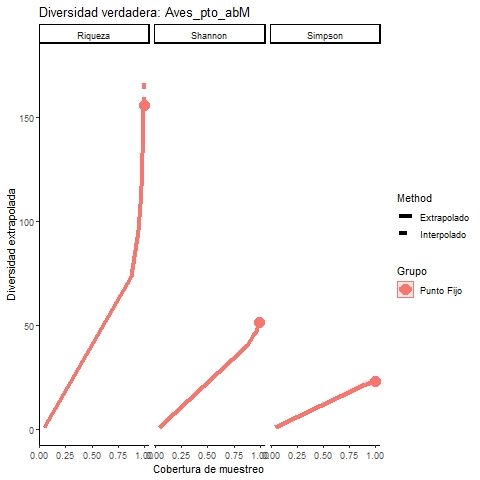 Diversidad verdadera: Aves_pto_abM
Riqueza Shannon Simpson
150
100
50
0
Diversidad extrapolada
0.00 0.25 0.50 0.75 1.00 0.00 0.25 0.50 0.75 1.00 0.00 0.25 0.50 0.75 1.00
Cobertura de muestreo
Method
Extrapolado
Interpolado
Grupo
Punto Fijo